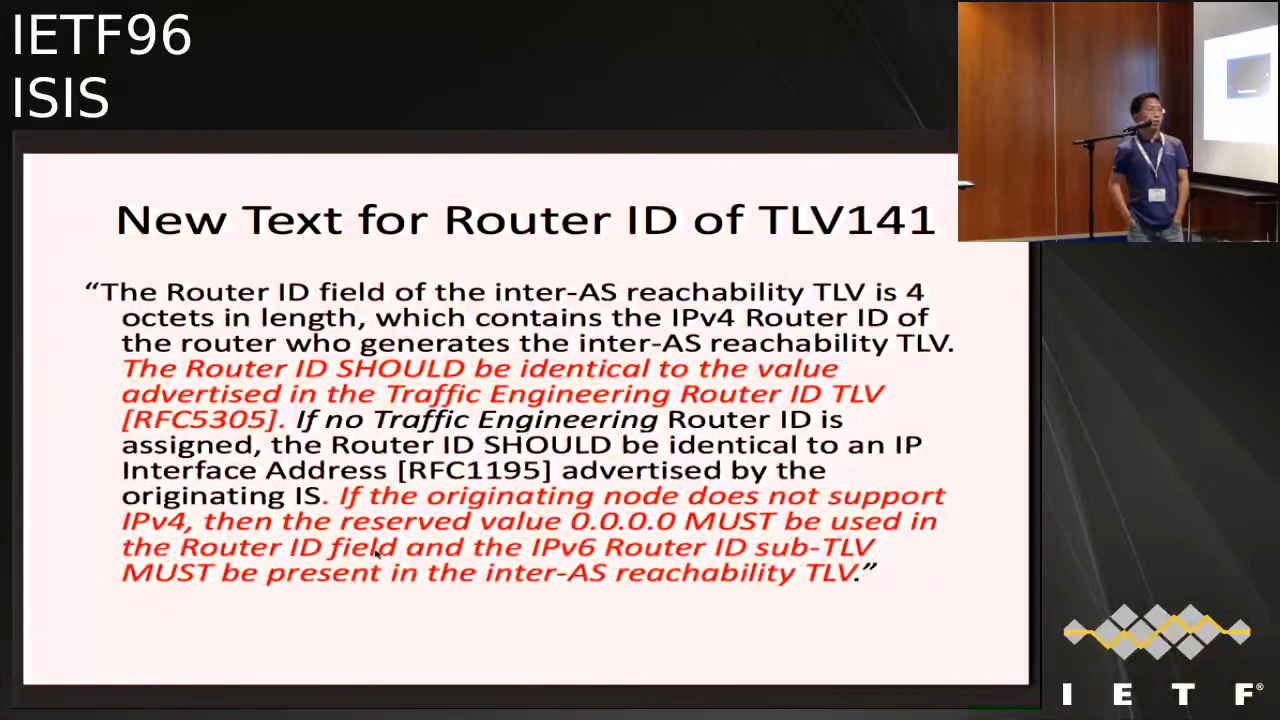 IETF96
ISIS
New Text for Router ID of TLV141
“The Router ID field of the inter-AS reachability TLV is 4
octets in length, which contains the IPv4 Router ID of
the router who generates the inter-AS reachability TLV.
The Router ID SHOULD be identical to the value
advertised in the Traffic Engineering Router ID TLV
[RFC5305]. If no Traffic Engineering Router ID is
assigned, the Router ID SHOULD be identical to an IP
Interface Address [RFC1195] advertised by the
originating IS. If the originating node does not support
IPv4, then the reserved value 0.0.0.0 MUST be used in
the Router ID field and the IPv6 Router ID sub-TLV
MUST be present in the inter-AS reachability TLV.”
I E T F®